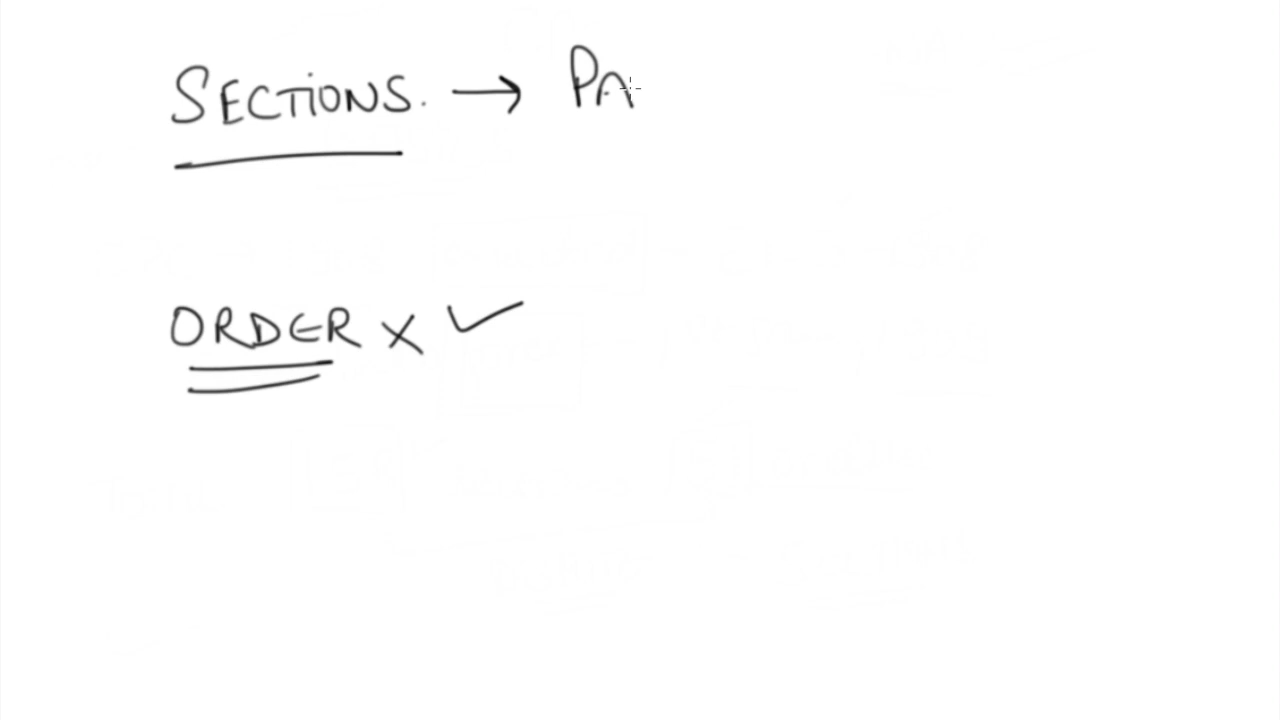 SECTIONS. → PA
ORDER × ✓